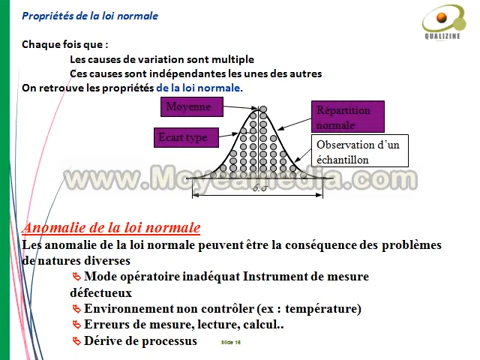 Propriétés de la loi normale
QUALIZINE
Chaque fois que :
Les causes de variation sont multiple
Ces causes sont indépendantes les unes des autres
On retrouve les propriétés de la loi normale.
Moyenne
Répartition
normale
Ecart type
Observation d'un
échantillon
www.Moyeamedia.com
6.σ
Anomalie de la loi normale
Les anomalie de la loi normale peuvent être la conséquence des problèmes
de natures diverses
Mode opératoire inadéquat Instrument de mesure
défectueux
Environnement non contrôler (ex : température)
Erreurs de mesure, lecture, calcul..
Dérive de processus
Slide 16